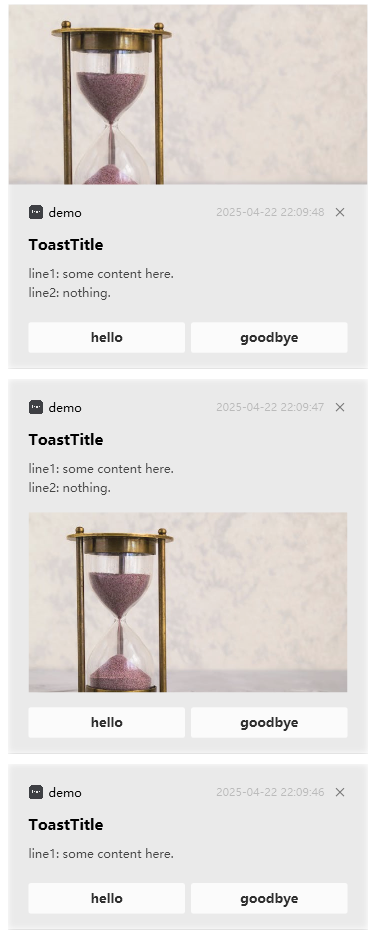 demo 2025-04-22 22:09:48
ToastTitle
line1: some content here.
line2: nothing.
hello goodbye
demo 2025-04-22 22:09:47
ToastTitle
line1: some content here.
line2: nothing.
hello goodbye
demo 2025-04-22 22:09:46
ToastTitle
line1: some content here.
hello goodbye